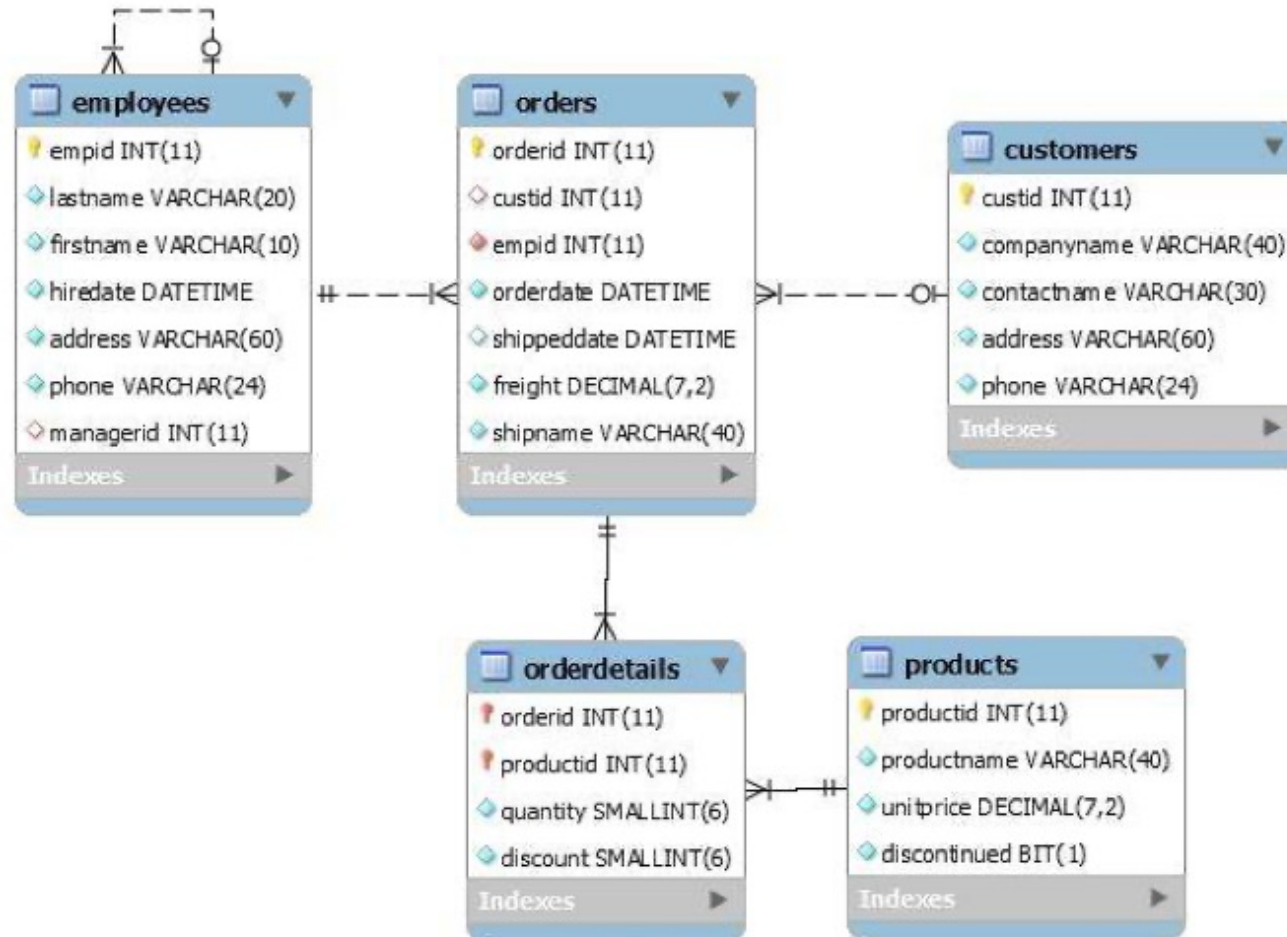 employees
empid INT(11)
lastname VARCHAR(20)
firstname VARCHAR(10)
hiredate DATETIME
address VARCHAR(60)
phone VARCHAR(24)
managerid INT(11)
Indexes
orders
orderid INT(11)
custid INT(11)
empid INT(11)
orderdate DATETIME
shippeddate DATETIME
freight DECIMAL(7,2)
shipname VARCHAR(40)
Indexes
customers
custid INT(11)
companyname VARCHAR(40)
contactname VARCHAR(30)
address VARCHAR(60)
phone VARCHAR(24)
Indexes
orderdetails
orderid INT(11)
productid INT(11)
quantity SMALLINT(6)
discount SMALLINT(6)
Indexes
products
productid INT(11)
productname VARCHAR(40)
unitprice DECIMAL(7,2)
discontinued BIT(1)
Indexes